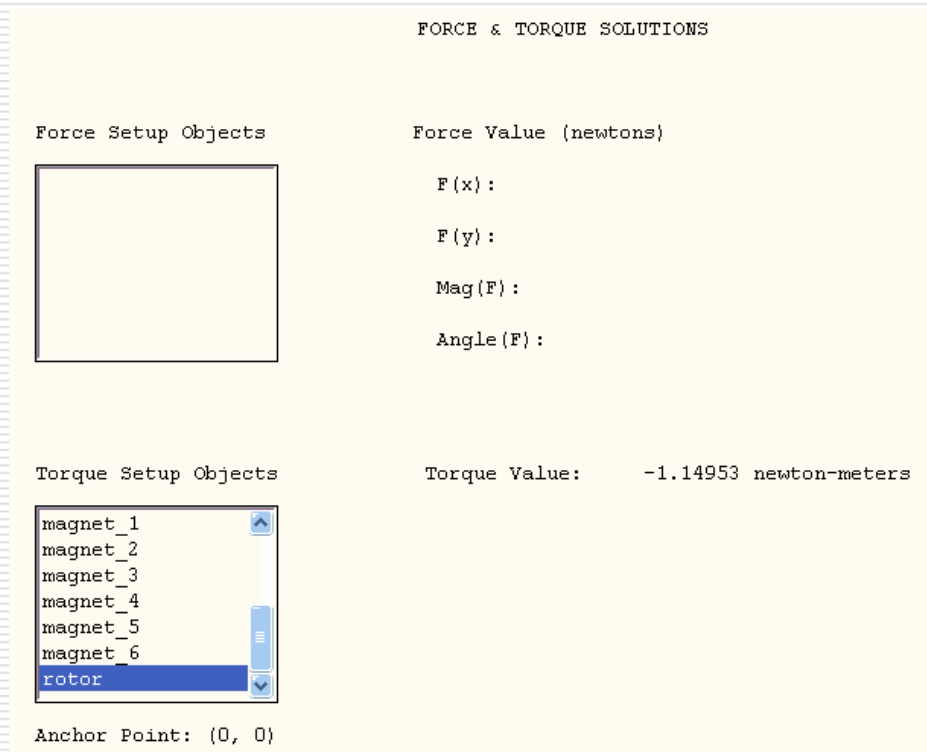 FORCE & TORQUE SOLUTIONS
Force Setup Objects
Force Value (newtons)
F(x):
F(y):
Mag(F):
Angle(F):
Torque Setup Objects
Torque Value: -1.14953 newton-meters
magnet_1
magnet_2
magnet_3
magnet_4
magnet_5
magnet_6
rotor
Anchor Point: (0, 0)